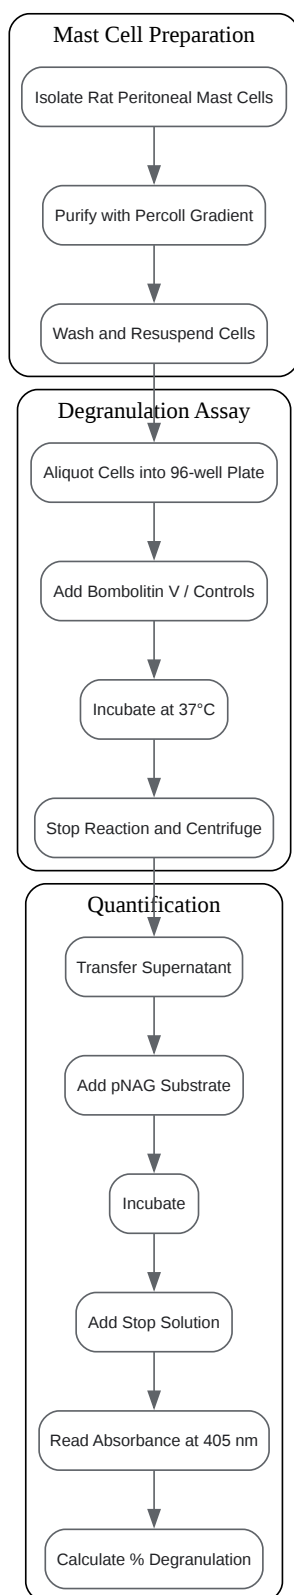 Mast Cell Preparation
Isolate Rat Peritoneal Mast Cells
Purify with Percoll Gradient
Wash and Resuspend Cells
Degranulation Assay
Aliquot Cells into 96-well Plate
Add Bombolitin V / Controls
Incubate at 37°C
Stop Reaction and Centrifuge
Quantification
Transfer Supernatant
Add pNAG Substrate
Incubate
Add Stop Solution
Read Absorbance at 405 nm
Calculate % Degranulation